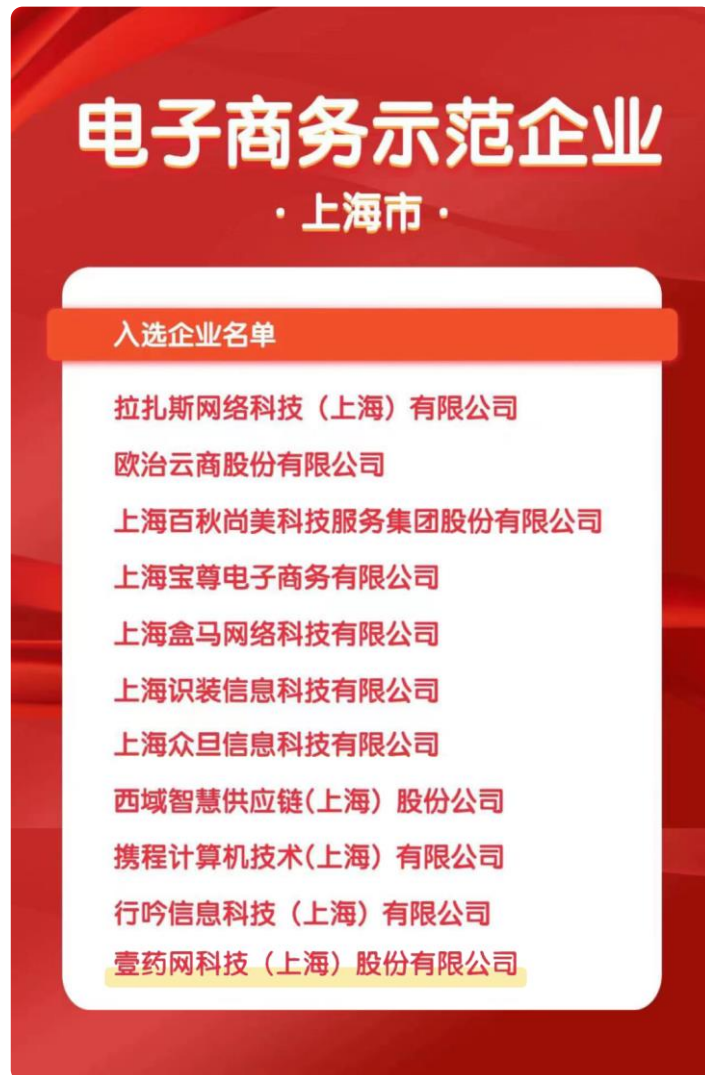 电子商务示范企业
·上海市·
入选企业名单
拉扎斯网络科技（上海）有限公司
欧治云商股份有限公司
上海百秋尚美科技服务集团股份有限公司
上海宝尊电子商务有限公司
上海盒马网络科技有限公司
上海识装信息科技有限公司
上海众旦信息科技有限公司
西域智慧供应链(上海）股份公司
携程计算机技术(上海）有限公司
行吟信息科技（上海）有限公司
壹药网科技（上海）股份有限公司